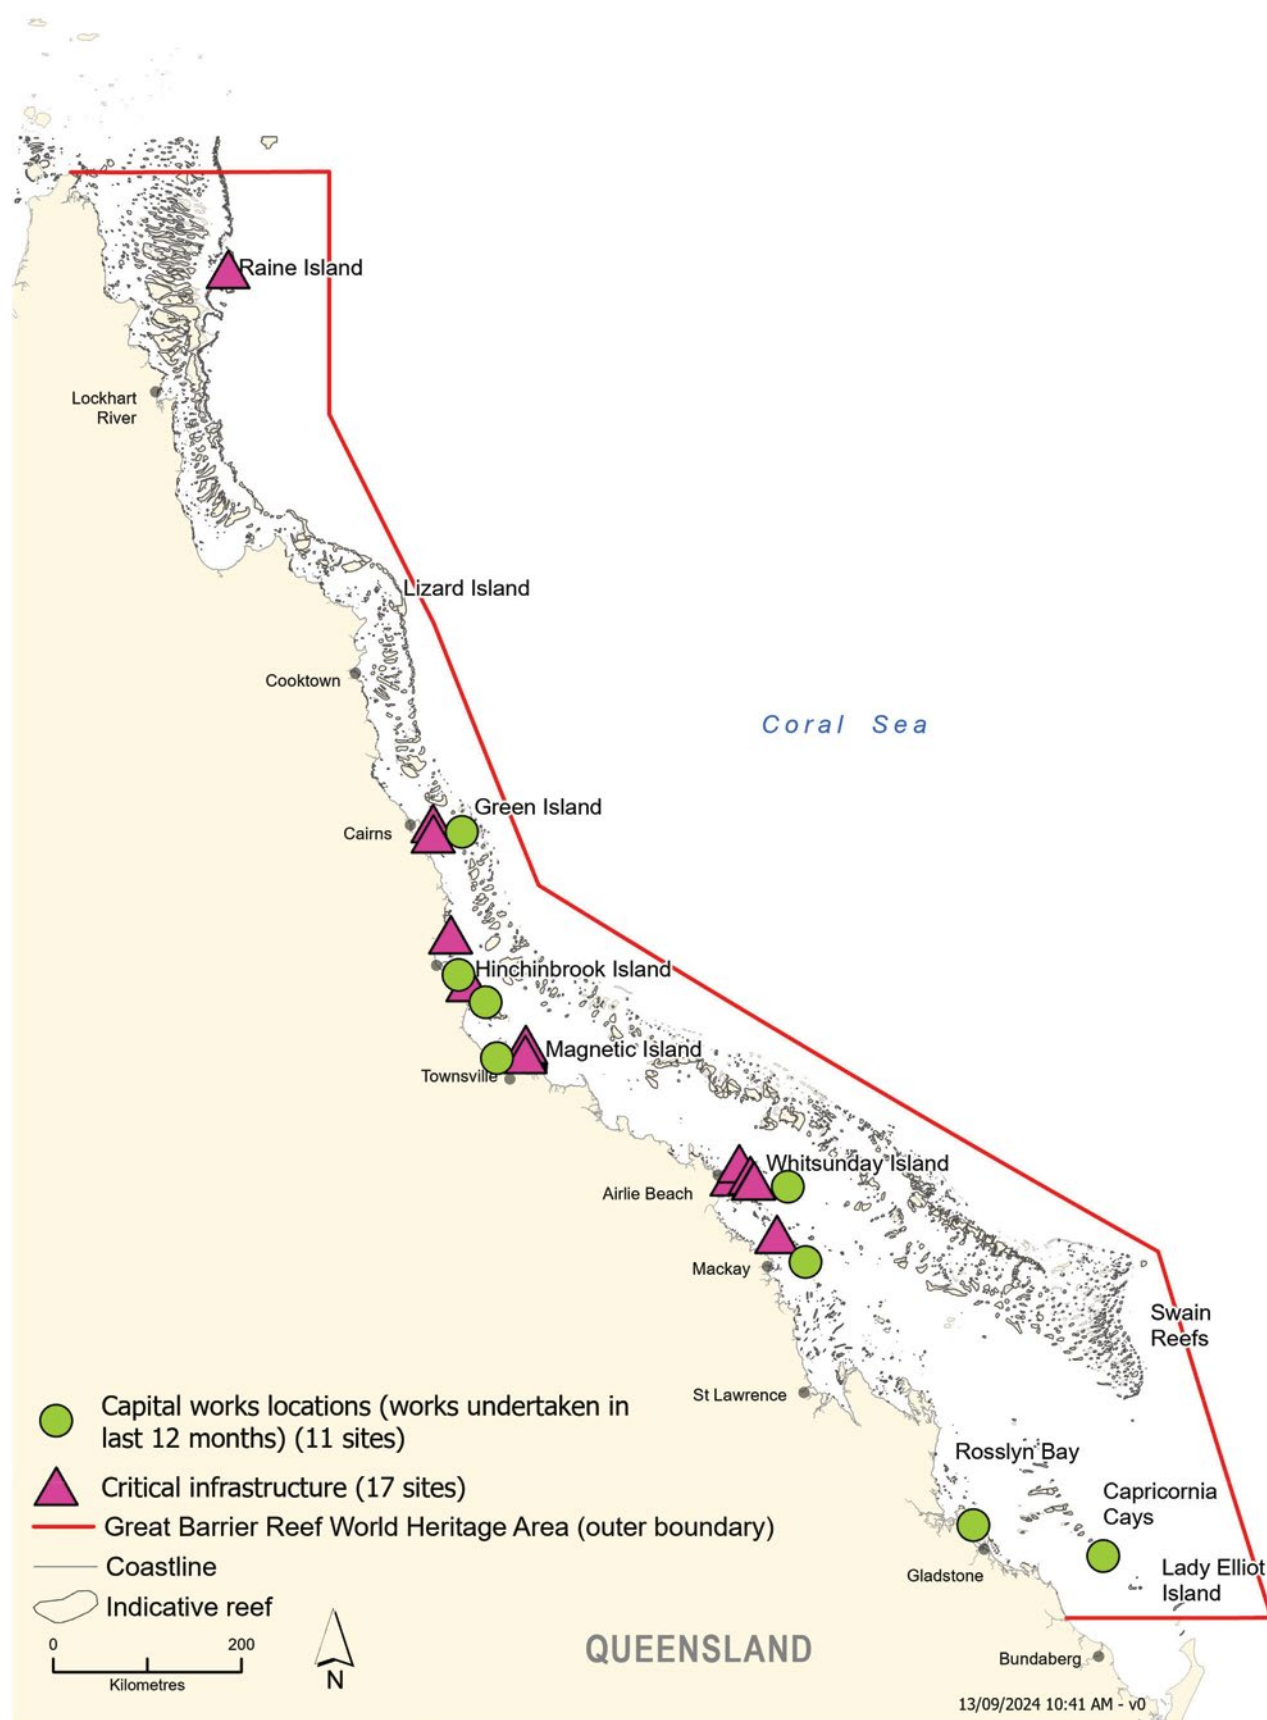 Raine Island
Lockhart
River
Lizard Island
Cooktown
Coral Sea
Green Island
Cairns
Hinchinbrook Island
Magnetic Island
Townsville
Whitsunday Island
Airlie Beach
Mackay
Swain
Reefs
St Lawrence
Capital works locations (works undertaken in
last 12 months) (11 sites)
Rosslyn Bay
Critical infrastructure (17 sites)
Capricornia
Cays
Great Barrier Reef World Heritage Area (outer boundary)
Coastline
Gladstone
Lady Elliot
Island
Indicative reef
0 200
Kilometres
N
QUEENSLAND
Bundaberg
13/09/2024 10:41 AM - v0